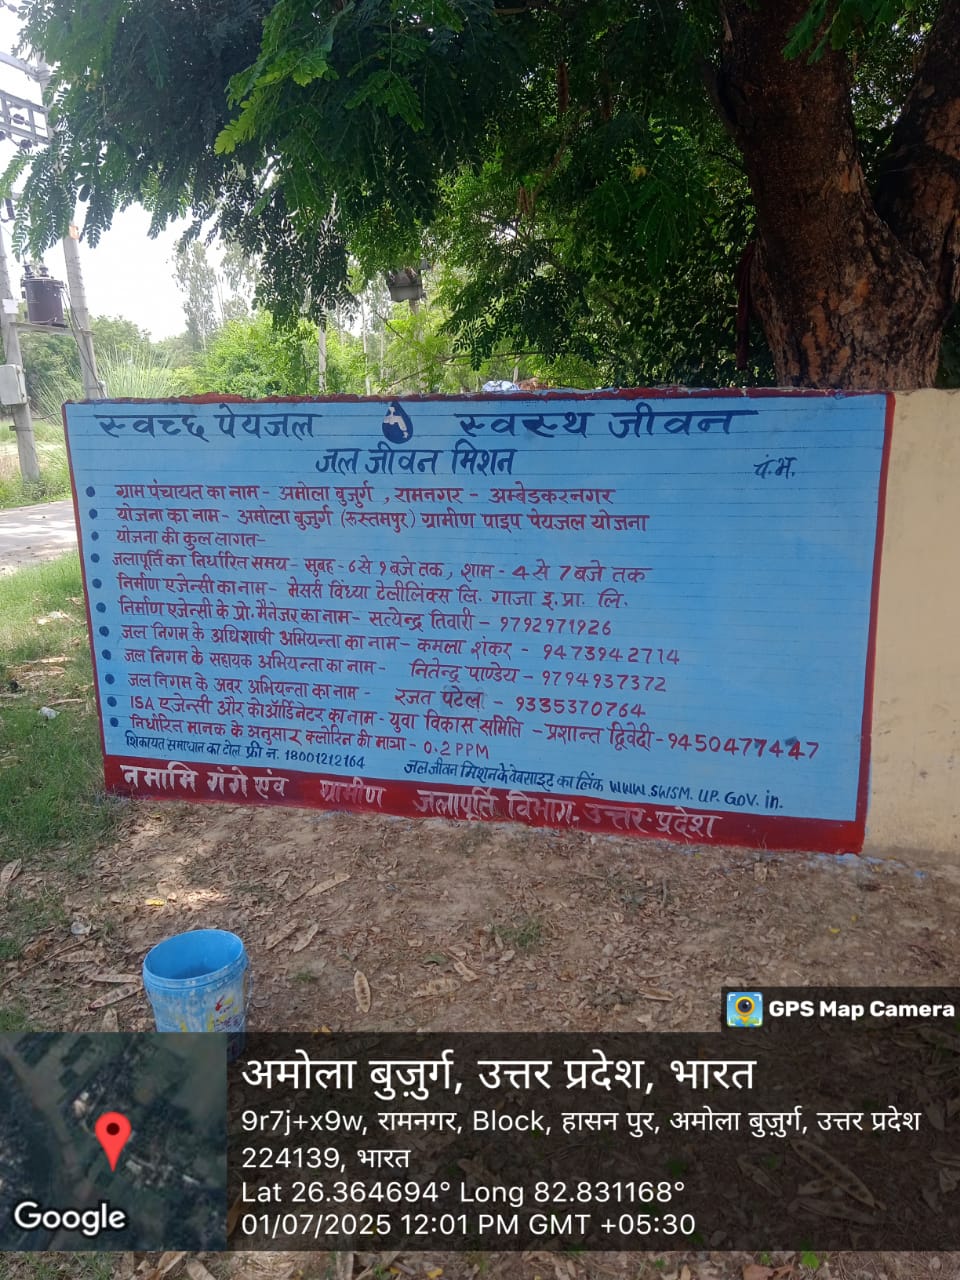 स्वच्छ पेयजल स्वस्थ जीवन
जल जीवन मिशन
पं.भ.
ग्राम पंचायत का नाम - अमोला बुजुर्ग , रामनगर - अम्बेडकरनगर
योजना का नाम - अमोला बुजुर्ग (रूस्तमपुर) ग्रामीण पाइप पेयजल योजना
योजना की कुल लागत-
जलापूर्ति का निर्धारित समय - सुबह - 6 से 9 बजे तक , शाम - 4 से 7 बजे तक
निर्माण एजेन्सी का नाम - मेसर्स विंध्या टेलीलिंक्स लि. गाजा इ. प्रा. लि.
निर्माण एजेन्सी के प्रो. मैनेजर का नाम - सत्येन्द्र तिवारी - 9792971926
जल निगम के अधिशाषी अभियन्ता का नाम - कमला शंकर - 9473942714
जल निगम के सहायक अभियन्ता का नाम - नितेन्द्र पाण्डेय - 9794937372
जल निगम के अवर अभियन्ता का नाम - रजत पटेल - 9335370764
ISA एजेन्सी और कोऑर्डिनेटर का नाम - युवा विकास समिति - प्रशान्त द्विवेदी - 9450477447
निर्धारित मानक के अनुसार क्लोरिन की मात्रा - 0.2 PPM
शिकायत समाधान का टोल फ्री न. 18001212164 जल जीवन मिशन के वेबसाइट का लिंक WWW. SWSM. UP. GOV. in.
नमामि गंगे एंव ग्रामीण जलापूर्ति विभाग - उत्तर-प्रदेश
GPS Map Camera
अमोला बुज़ुर्ग, उत्तर प्रदेश, भारत
9r7j+x9w, रामनगर, Block, हासन पुर, अमोला बुज़ुर्ग, उत्तर प्रदेश
224139, भारत
Lat 26.364694° Long 82.831168°
01/07/2025 12:01 PM GMT +05:30
Google